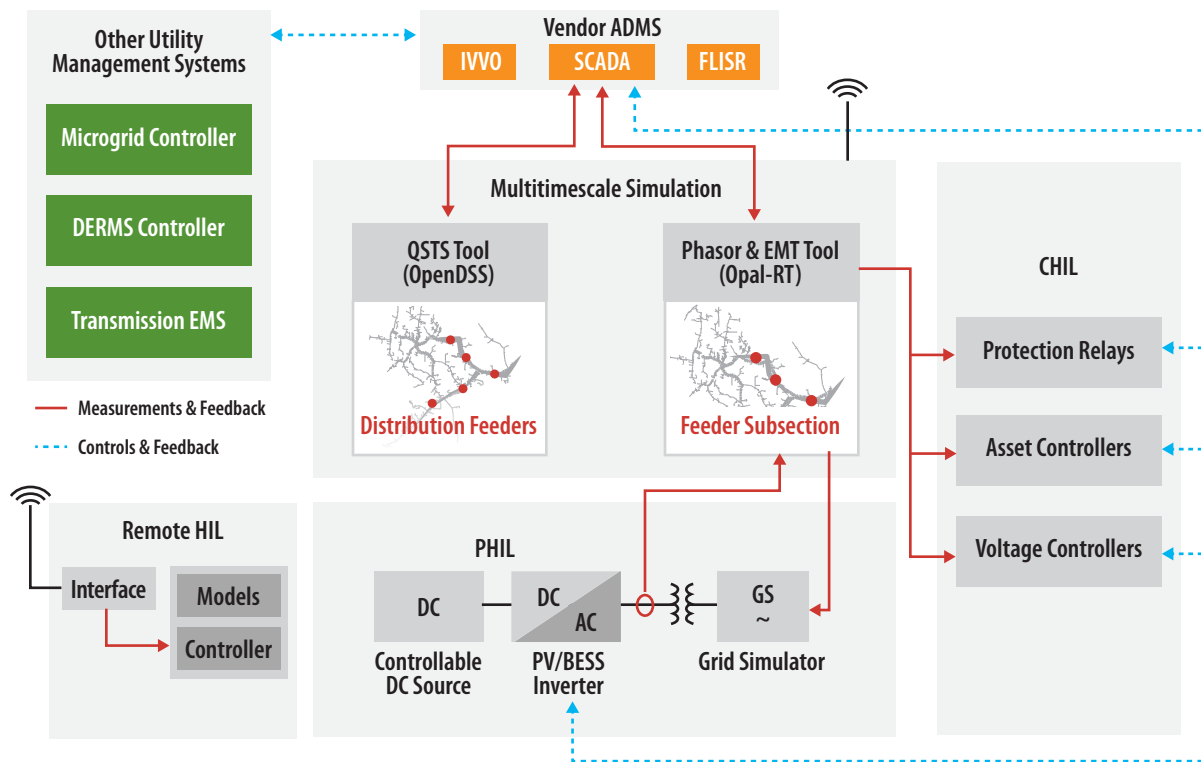 Other Utility
Management Systems
Microgrid Controller
DERMS Controller
Transmission EMS
Vendor ADMS
IVVO
SCADA
FLISR
Measurements & Feedback
Controls & Feedback
Multitimescale Simulation
QSTS Tool
(OpenDSS)
Distribution Feeders
Phasor & EMT Tool
(Opal-RT)
Feeder Subsection
CHIL
Protection Relays
Asset Controllers
Voltage Controllers
Remote HIL
Interface
Models
Controller
PHIL
DC
Controllable
DC Source
DC
AC
PV/BESS
Inverter
GS
~
Grid Simulator